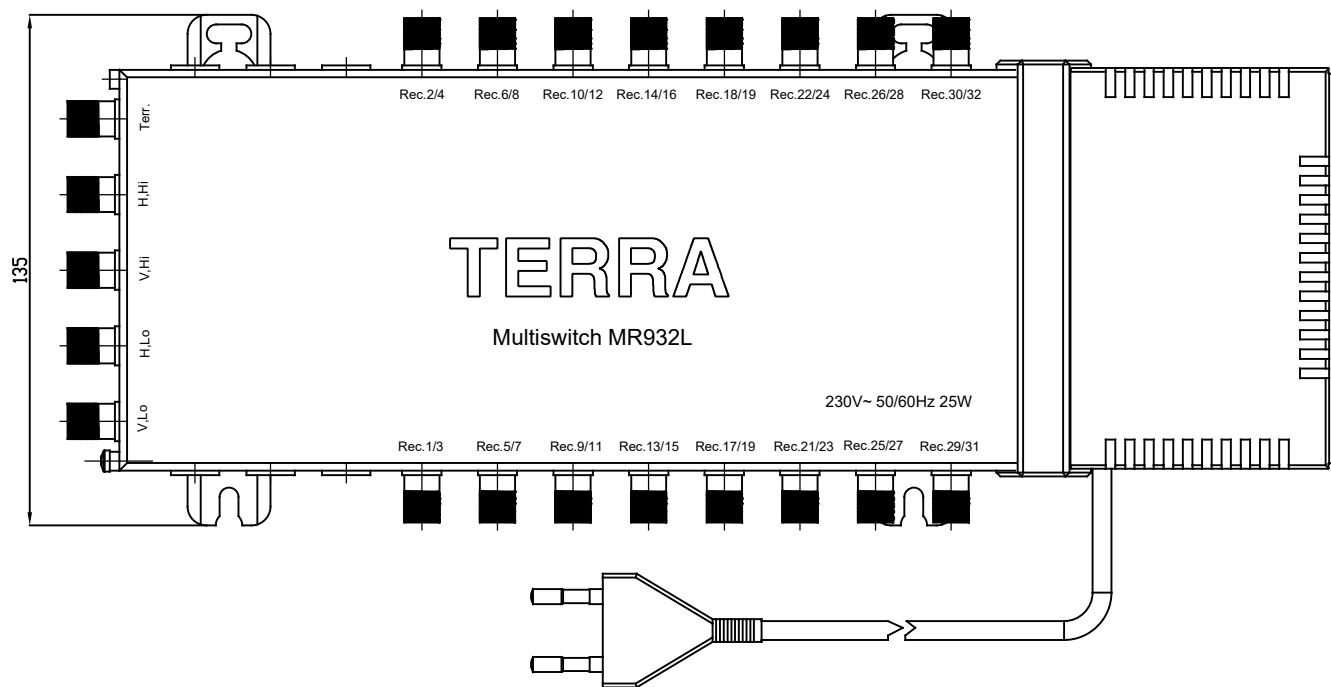 Rec.2/4 Rec.6/8 Rec.10/12 Rec.14/16 Rec.18/19 Rec.22/24 Rec.26/28 Rec.30/32
Terr.
H,Hi
V,Hi
H,Lo
V,Lo
135
TERRA
Multiswitch MR932L
230V~ 50/60Hz 25W
Rec.1/3 Rec.5/7 Rec.9/11 Rec.13/15 Rec.17/19 Rec.21/23 Rec.25/27 Rec.29/31